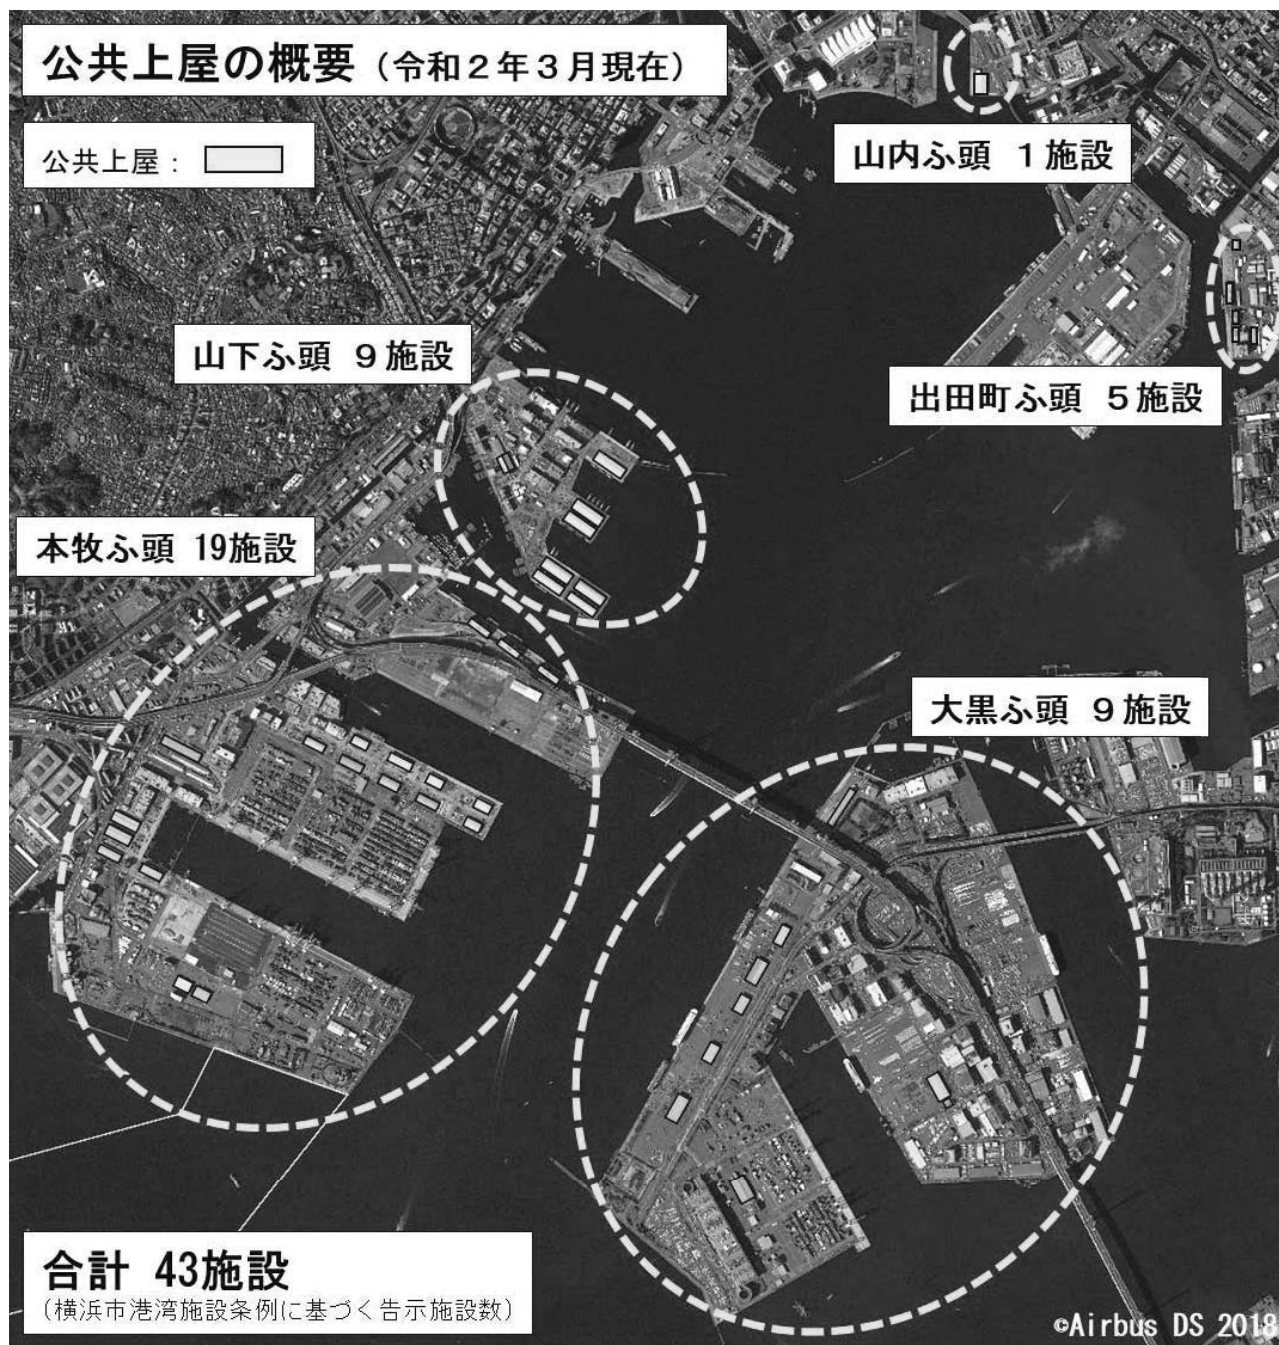 公共上屋の概要（令和２年３月現在）
公共上屋：
山内ふ頭 １施設
山下ふ頭 ９施設
出田町ふ頭 ５施設
本牧ふ頭 19施設
大黒ふ頭 ９施設
合計 43施設
（横浜市港湾施設条例に基づく告示施設数）
©Airbus DS 2018